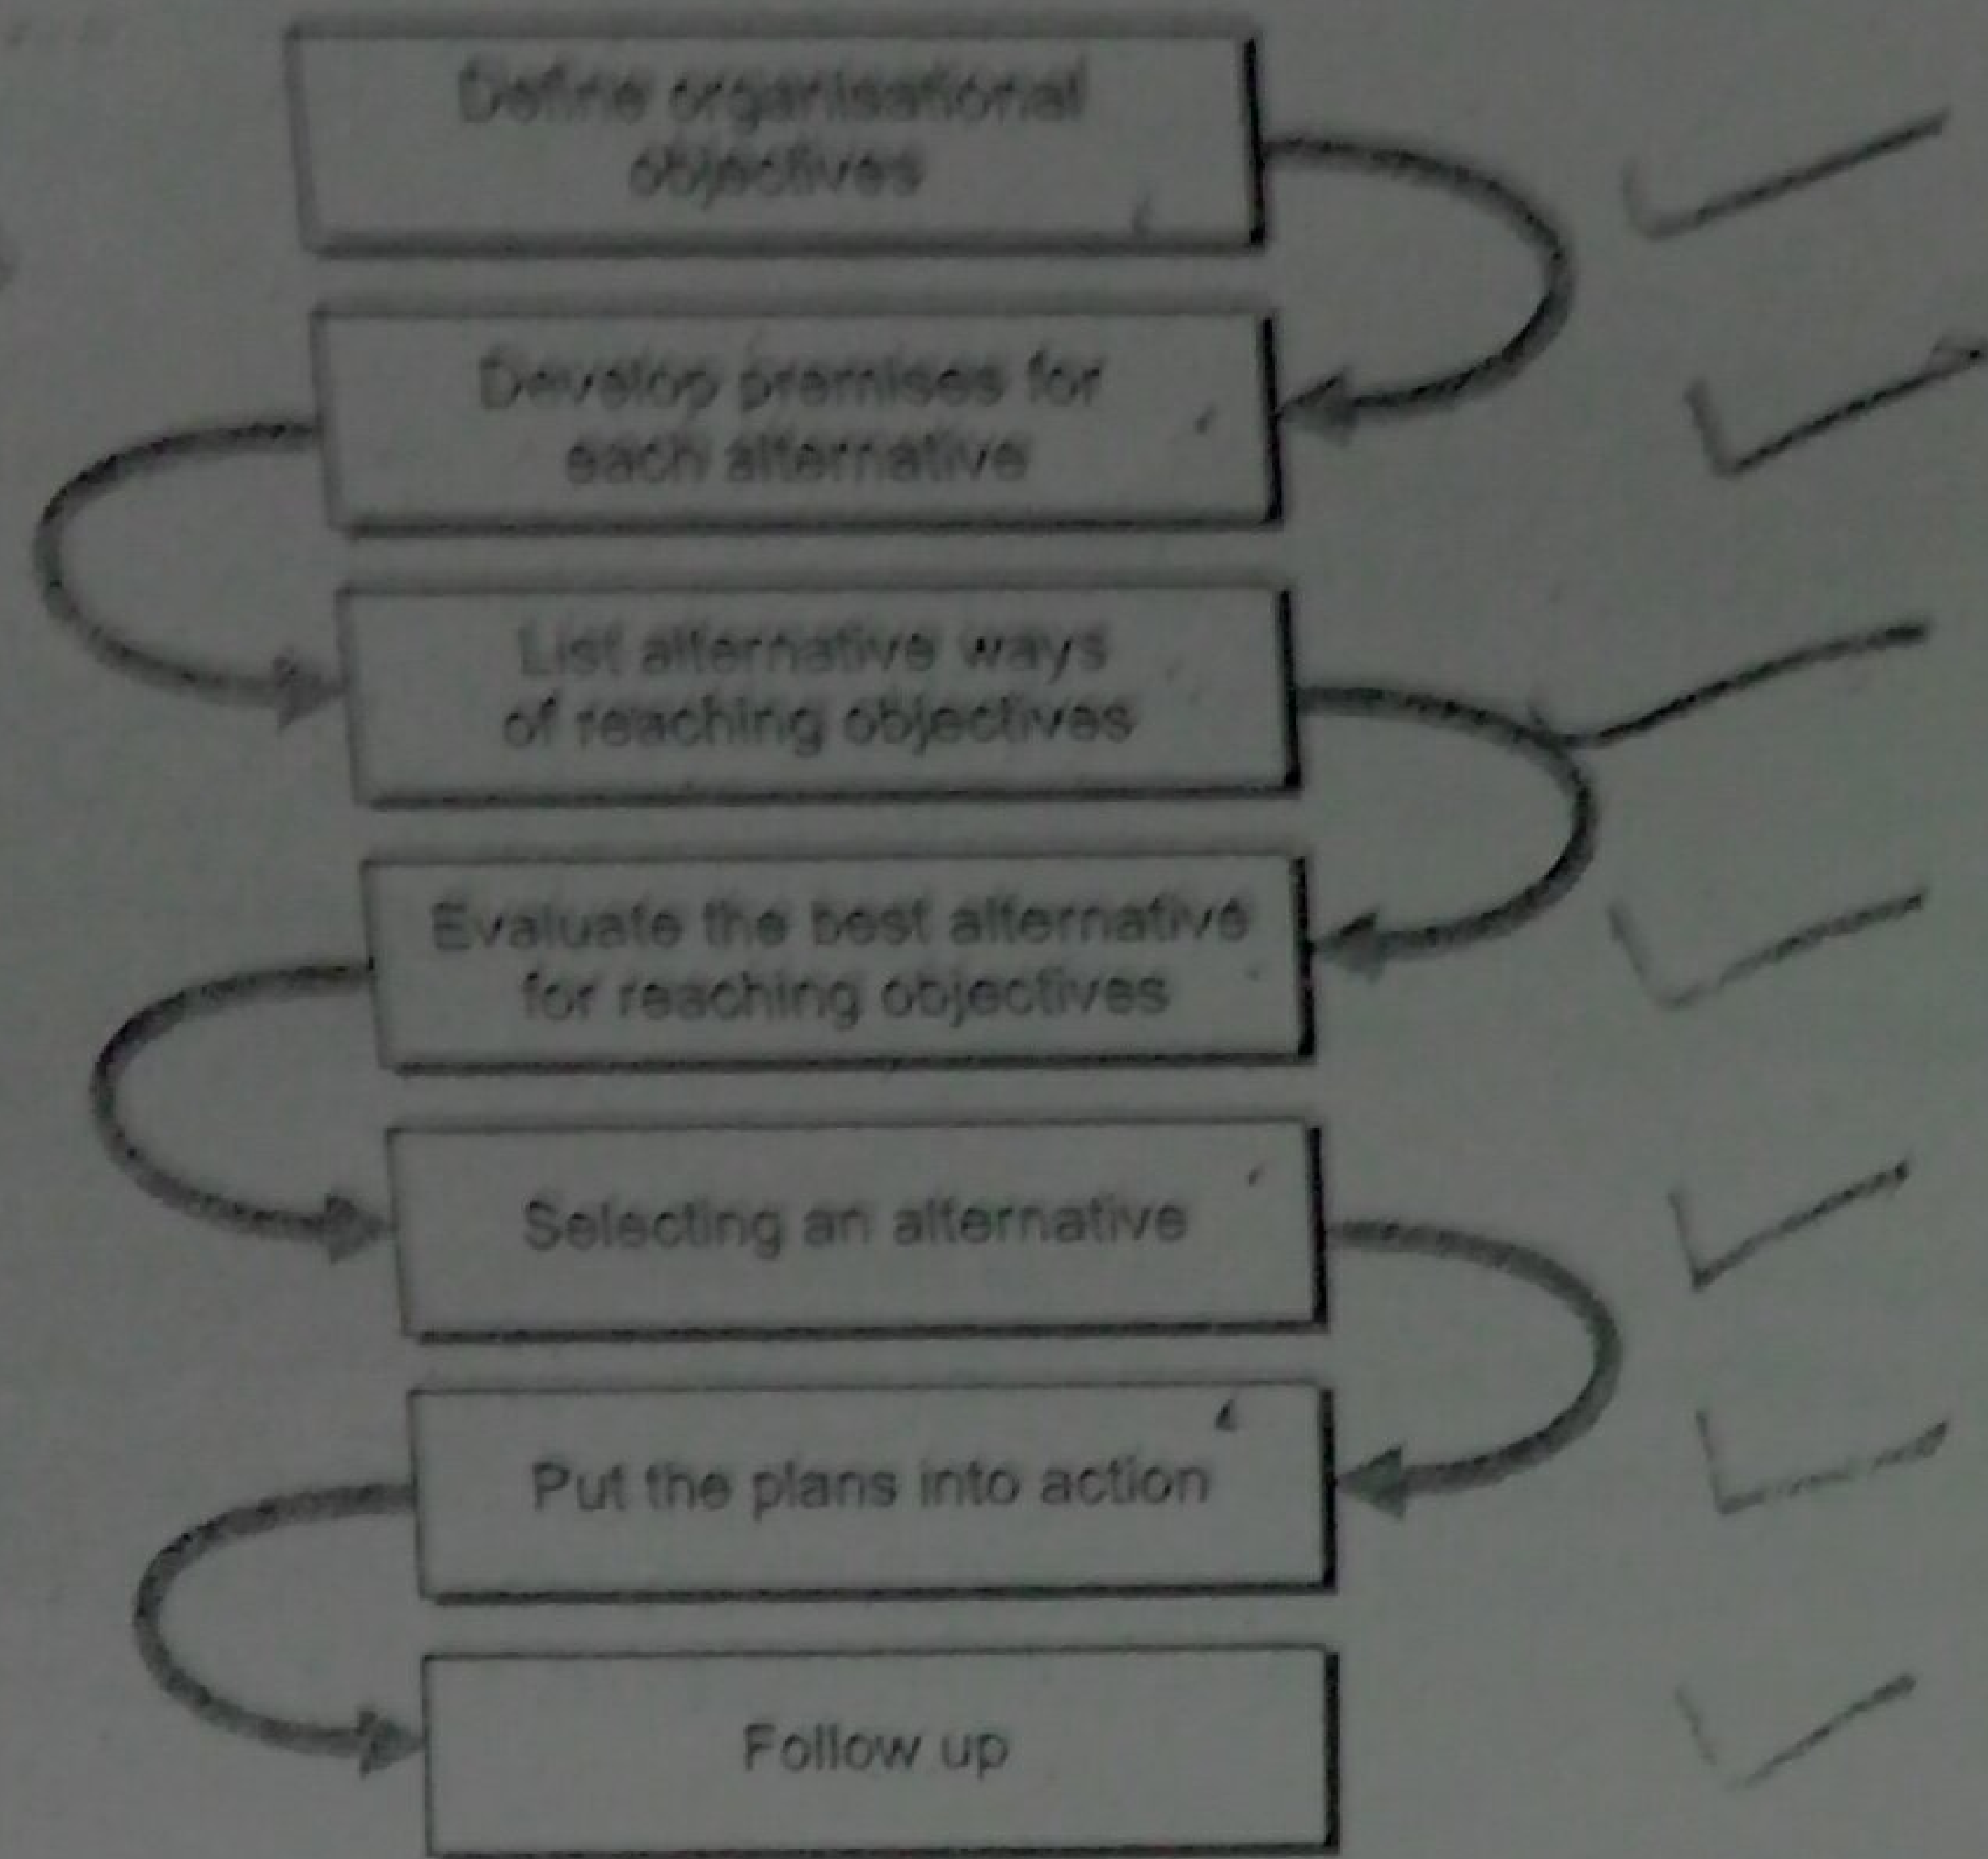 Define organisational
objectives
Develop premises for
each alternative
List alternative ways
of reaching objectives
Evaluate the best alternative
for reaching objectives
Selecting an alternative
Put the plans into action
Follow up